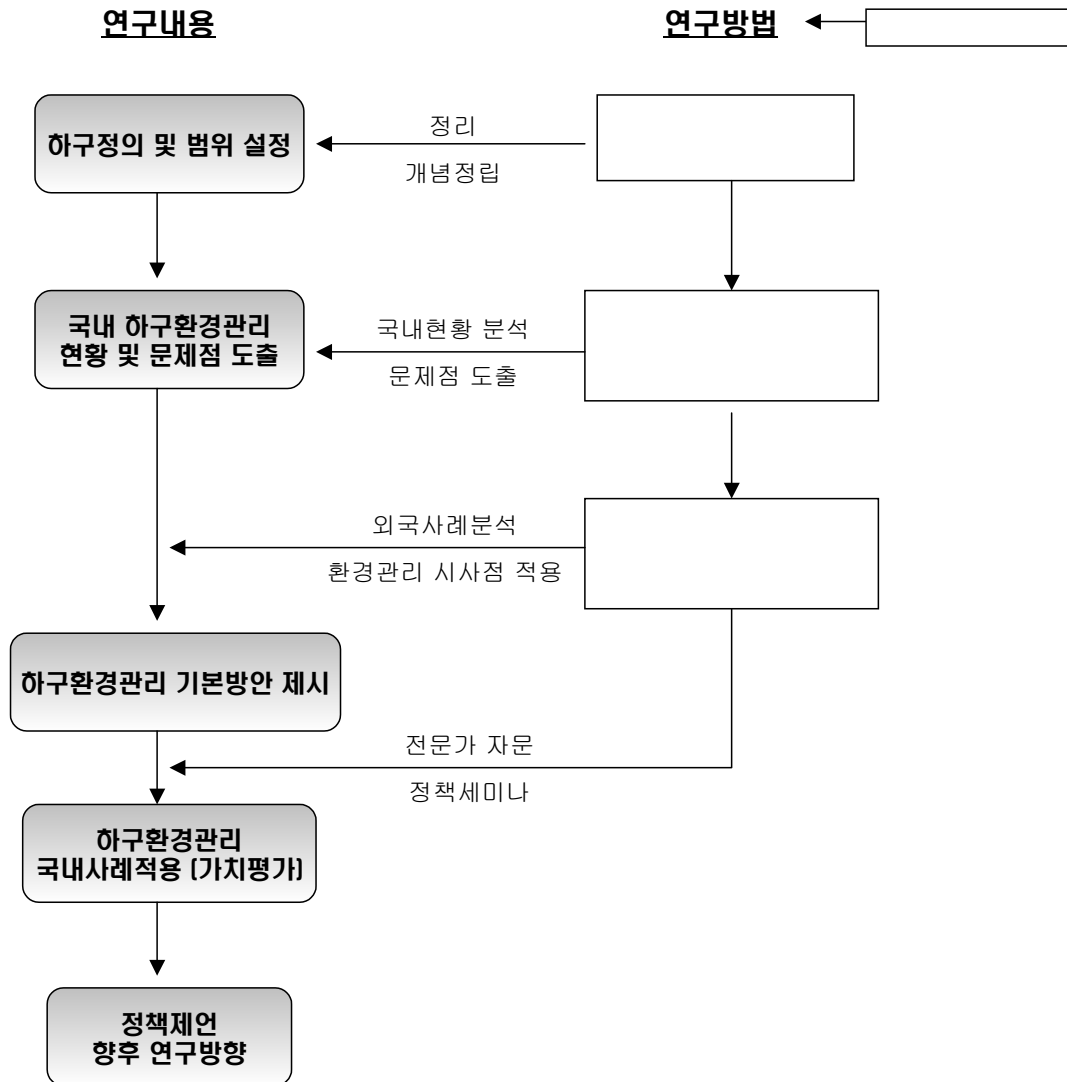 연구내용
연구방법
하구정의 및 범위 설정
정리
개념정립
국내 하구환경관리
현황 및 문제점 도출
국내현황 분석
문제점 도출
외국사례분석
환경관리 시사점 적용
하구환경관리 기본방안 제시
전문가 자문
정책세미나
하구환경관리
국내사례적용 (가치평가)
정책제언
향후 연구방향